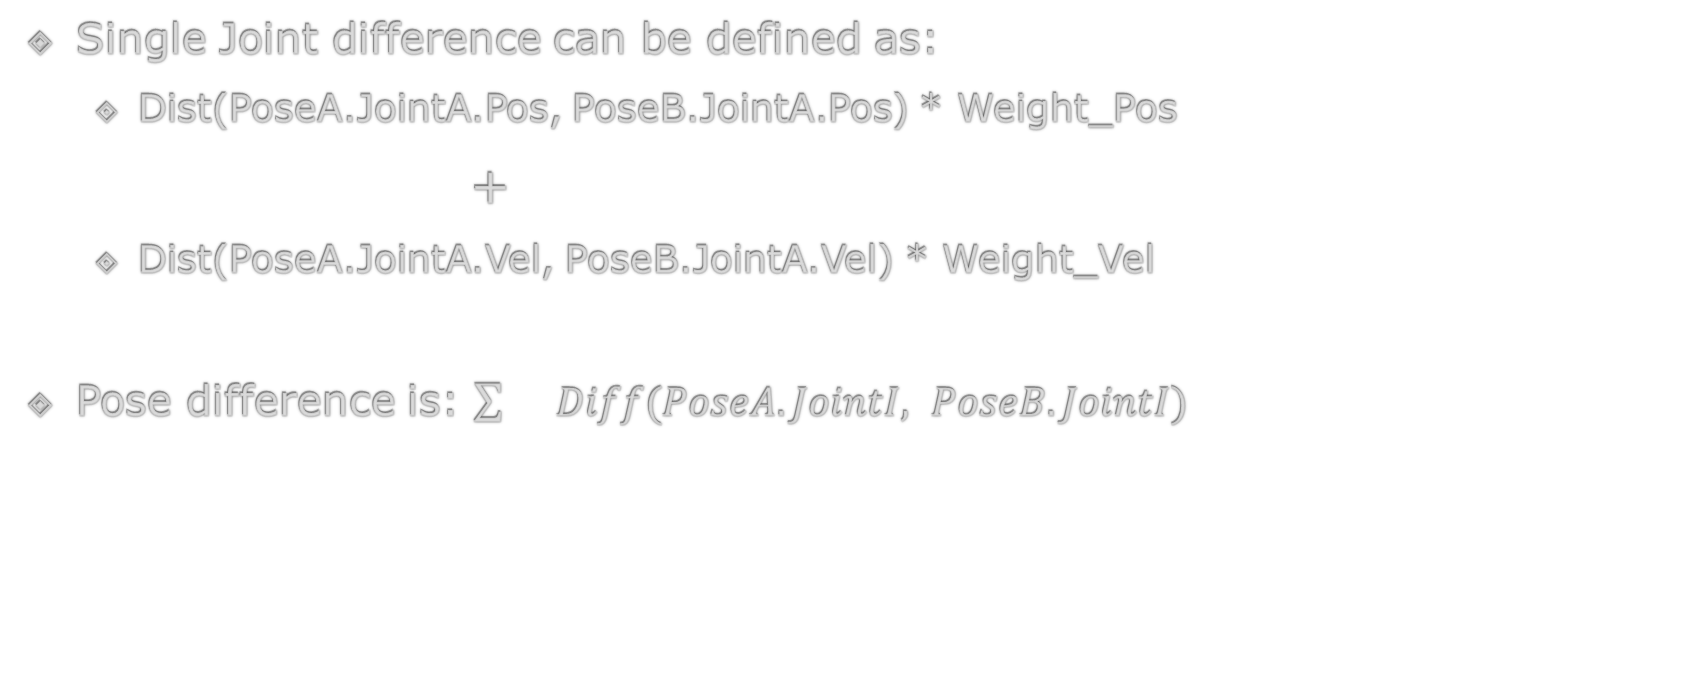 Single Joint difference can be defined as:
Dist(PoseA.JointA.Pos, PoseB.JointA.Pos) * Weight_Pos
+
Dist(PoseA.JointA.Vel, PoseB.JointA.Vel) * Weight_Vel
Pose difference is: ∑ Diff(PoseA.JointI, PoseB.JointI)